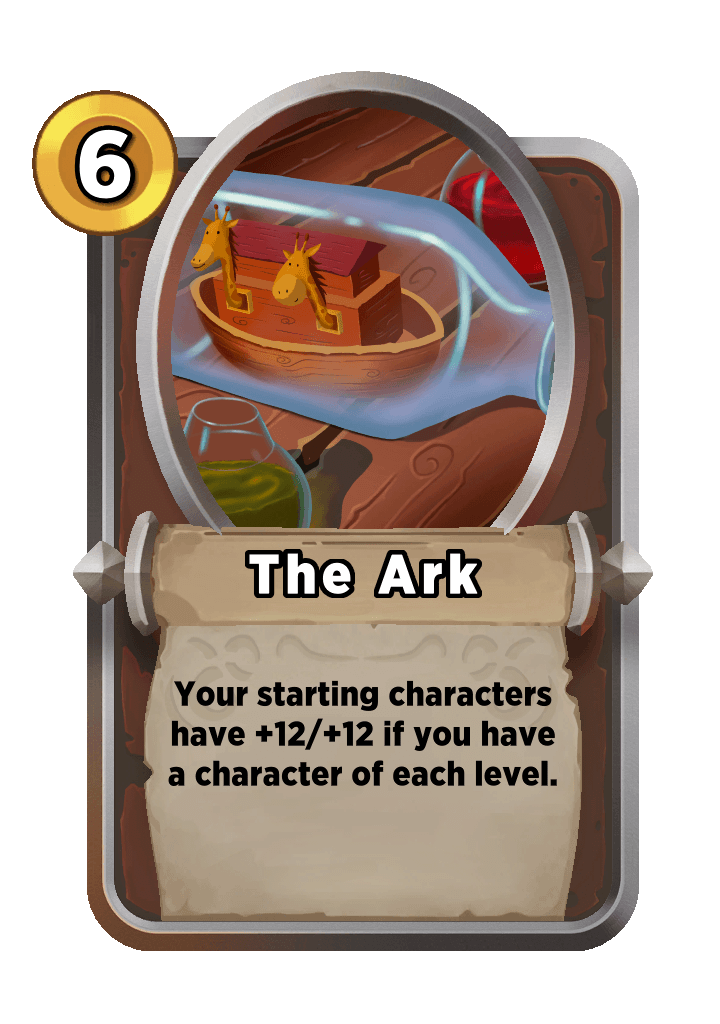 6
The Ark
Your starting characters
have +12/+12 if you have
a character of each level.